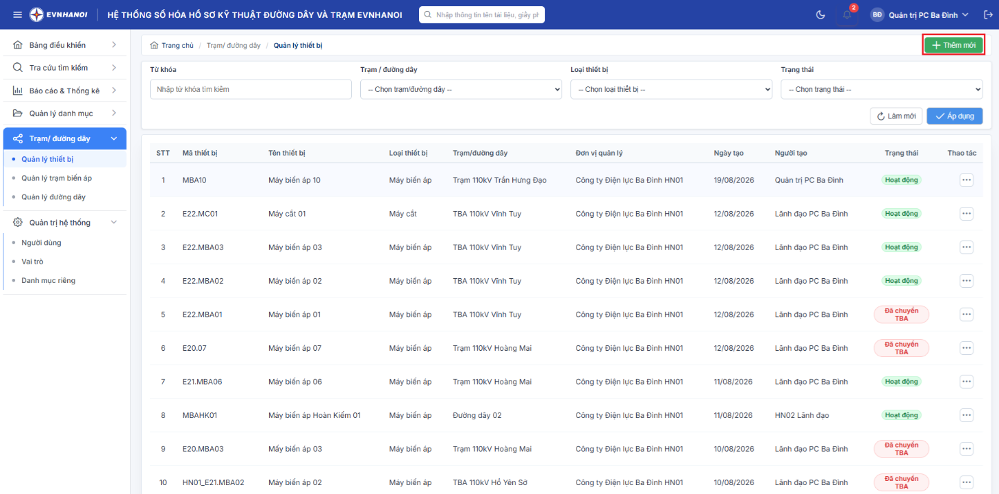 EVNHANOI
HỆ THỐNG SỐ HÓA HỒ SƠ KỸ THUẬT ĐƯỜNG DÂY VÀ TRẠM EVNHANOI
Nhập thông tin tên tài liệu, giấy ph
2
BĐ Quản trị PC Ba Đình
Bảng điều khiển
Tra cứu tìm kiếm
Báo cáo & Thống kê
Quản lý danh mục
Trạm/ đường dây
Quản lý thiết bị
Quản lý trạm biến áp
Quản lý đường dây
Quản trị hệ thống
Người dùng
Vai trò
Danh mục riêng
Trang chủ / Trạm/ đường dây / Quản lý thiết bị
Thêm mới
Từ khóa Trạm / đường dây Loại thiết bị Trạng thái
Nhập từ khóa tìm kiếm -- Chọn trạm/đường dây -- -- Chọn loại thiết bị -- -- Chọn trạng thái --
Làm mới Áp dụng
STT Mã thiết bị Tên thiết bị Loại thiết bị Trạm/đường dây Đơn vị quản lý Ngày tạo Người tạo Trạng thái Thao tác
1 MBA10 Máy biến áp 10 Máy biến áp Trạm 110kV Trần Hưng Đạo Công ty Điện lực Ba Đình HN01 19/08/2026 Quản trị PC Ba Đình Hoạt động
2 E22.MC01 Máy cắt 01 Máy cắt TBA 110kV Vĩnh Tuy Công ty Điện lực Ba Đình HN01 12/08/2026 Lãnh đạo PC Ba Đình Hoạt động
3 E22.MBA03 Máy biến áp 03 Máy biến áp TBA 110kV Vĩnh Tuy Công ty Điện lực Ba Đình HN01 12/08/2026 Lãnh đạo PC Ba Đình Hoạt động
4 E22.MBA02 Máy biến áp 02 Máy biến áp TBA 110kV Vĩnh Tuy Công ty Điện lực Ba Đình HN01 12/08/2026 Lãnh đạo PC Ba Đình Hoạt động
5 E22.MBA01 Máy biến áp 01 Máy biến áp TBA 110kV Vĩnh Tuy Công ty Điện lực Ba Đình HN01 12/08/2026 Lãnh đạo PC Ba Đình Đã chuyển TBA
6 E20.07 Máy biến áp 07 Máy biến áp Trạm 110kV Hoàng Mai Công ty Điện lực Ba Đình HN01 12/08/2026 Lãnh đạo PC Ba Đình Đã chuyển TBA
7 E21.MBA06 Máy biến áp 06 Máy biến áp Trạm 110kV Hoàng Mai Công ty Điện lực Ba Đình HN01 11/08/2026 Lãnh đạo PC Ba Đình Hoạt động
8 MBAHK01 Máy biến áp Hoàn Kiếm 01 Máy biến áp Đường dây 02 Công ty Điện lực Ba Đình HN01 11/08/2026 HN02 Lãnh đạo Hoạt động
9 E20.MBA03 Mấy biến áp 03 Máy biến áp Trạm 110kV Hoàng Mai Công ty Điện lực Ba Đình HN01 10/08/2026 Lãnh đạo PC Ba Đình Đã chuyển TBA
10 HN01_E21.MBA02 Máy biến áp 02 Máy biến áp TBA 110kV Hồ Yên Sở Công ty Điện lực Ba Đình HN01 10/08/2026 Lãnh đạo PC Ba Đình Đã chuyển TBA